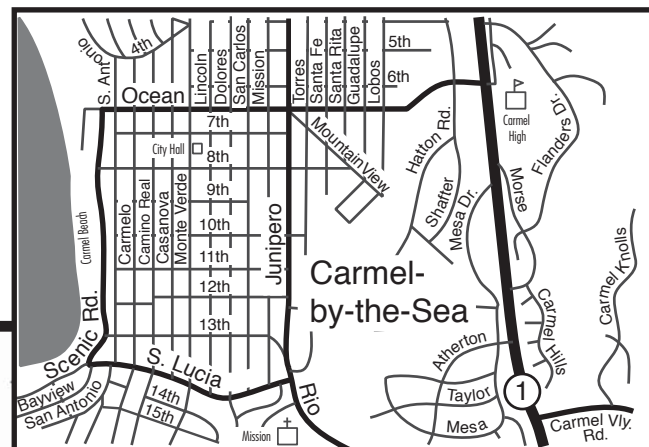 S. Ant
onio
4th
Lincoln
Dolores
San Carlos
Mission
Torres
Santa Fe
Santa Rita
Guadalupe
Lobos
5th
6th
Ocean
7th
City Hall
8th
Mountain View
Hatton Rd.
Carmel
High
Flanders Dr.
Shafter
Mesa Dr.
Morse
Carmel Beach
Carmelo
Camino Real
Casanova
Monte Verde
9th
10th
11th
12th
13th
Junipero
Carmel-
by-the-Sea
Scenic Rd.
S. Lucia
Rio
Bayview
San Antonio
14th
15th
Mission
Atherton
Taylor
Mesa
Carmel Hills
Carmel Knolls
1
Carmel Vly.
Rd.